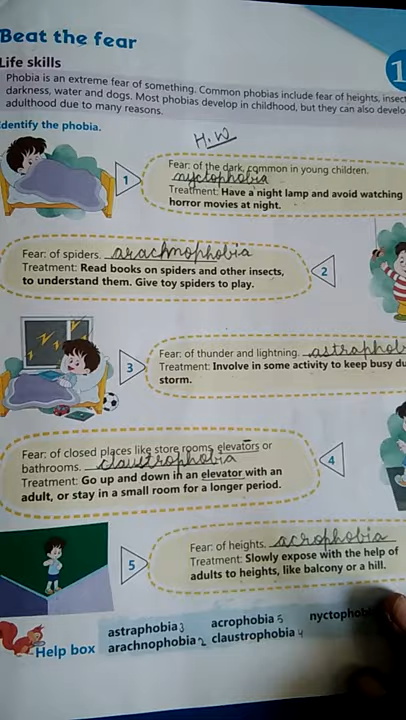 Beat the fear
1
Life skills
Phobia is an extreme fear of something. Common phobias include fear of heights, insect
darkness, water and dogs. Most phobias develop in childhood, but they can also develo
adulthood due to many reasons.
Identify the phobia.
H.W
Fear: of the dark, common in young children.
nyctophobia
Treatment: Have a night lamp and avoid watching
horror movies at night.
1
Fear: of spiders. arachnophobia
Treatment: Read books on spiders and other insects,
to understand them. Give toy spiders to play.
2
Fear: of thunder and lightning. astraphob
Treatment: Involve in some activity to keep busy du
storm.
3
Fear: of closed places like store rooms, elevators or
bathrooms. claustrophobia
Treatment: Go up and down in an elevator with an
adult, or stay in a small room for a longer period.
4
Fear: of heights. acrophobia
Treatment: Slowly expose with the help of
adults to heights, like balcony or a hill.
5
Help box
astraphobia 3 acrophobia 5 nyctophob
arachnophobia 2 claustrophobia 4